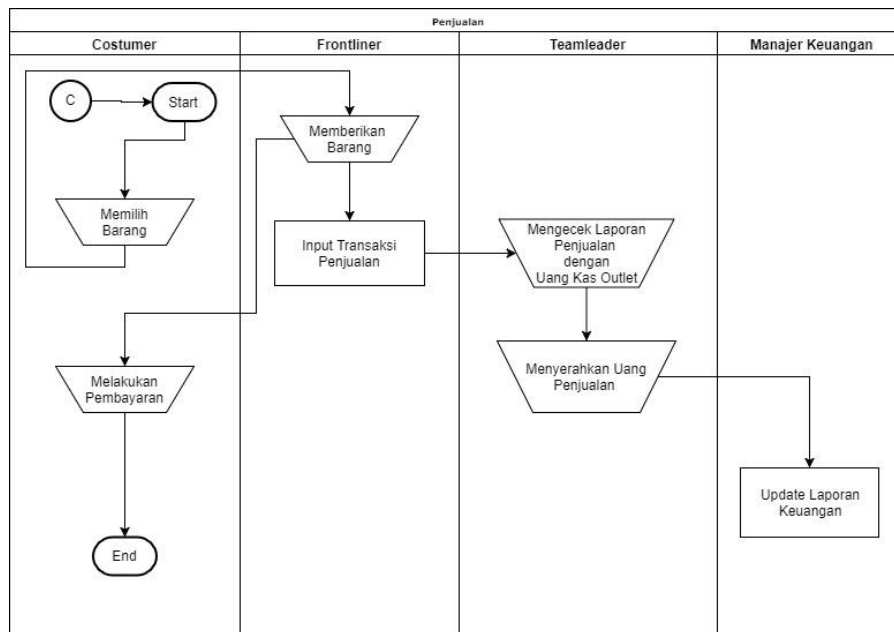 Penjualan
Costumer
Frontliner
Teamleader
Manajer Keuangan
C
Start
Memberikan
Barang
Memilih
Barang
Input Transaksi
Penjualan
Mengecek Laporan
Penjualan
dengan
Uang Kas Outlet
Melakukan
Pembayaran
Menyerahkan Uang
Penjualan
Update Laporan
Keuangan
End